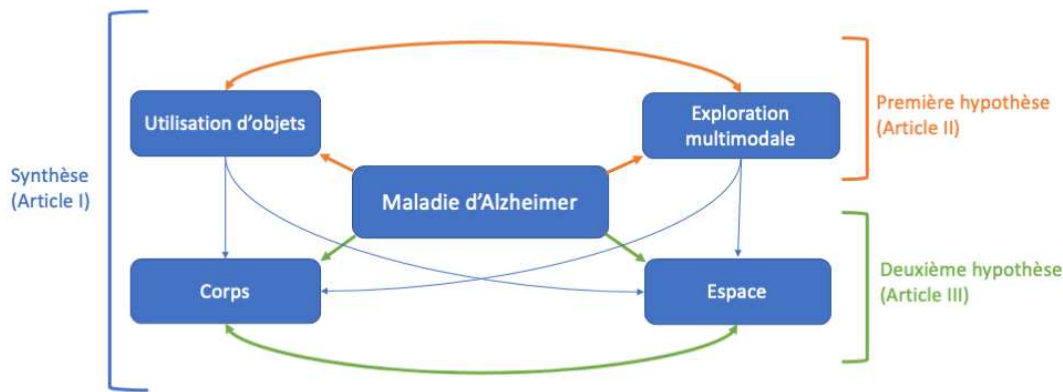 Utilisation d'objets
Exploration
multimodale
Première hypothèse
(Article II)
Synthèse
(Article I)
Maladie d'Alzheimer
Corps
Espace
Deuxième hypothèse
(Article III)